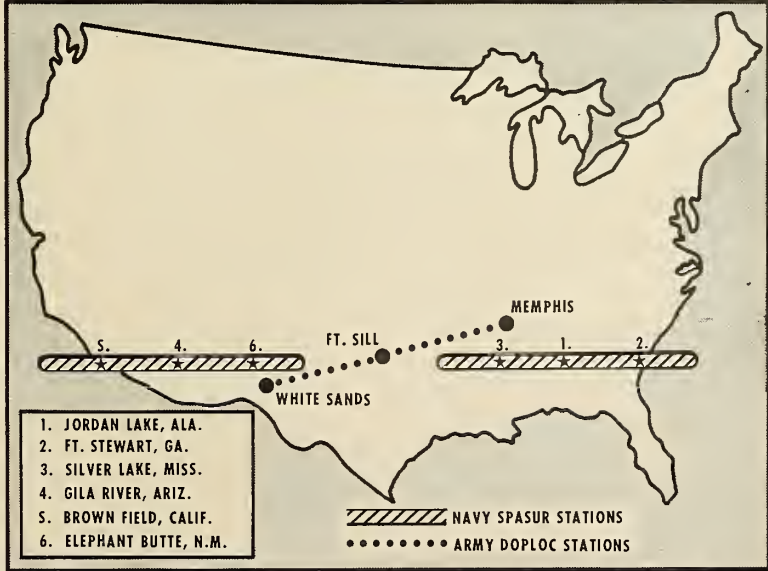 MEMPHIS
FT. SILL
5. 4. 6. 3. 1. 2.
WHITE SANDS
1. JORDAN LAKE, ALA.
2. FT. STEWART, GA.
3. SILVER LAKE, MISS.
4. GILA RIVER, ARIZ.
5. BROWN FIELD, CALIF.
6. ELEPHANT BUTTE, N.M.
NAVY SPASUR STATIONS
ARMY DOPLOC STATIONS